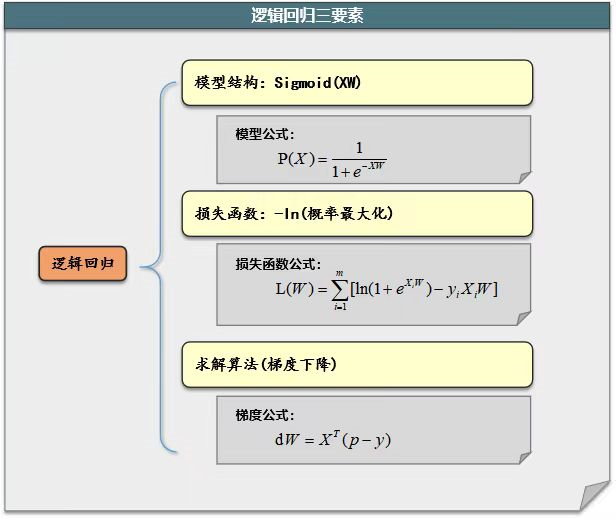 逻辑回归三要素
模型结构: Sigmoid(XW)
模型公式:
P(X) = 1 / (1 + e^{-XW})
损失函数: -ln(概率最大化)
逻辑回归
损失函数公式:
L(W) = \sum_{i=1}^{m} [ln(1 + e^{X_iW}) - y_i X_i W]
求解算法(梯度下降)
梯度公式:
dW = X^T(p - y)